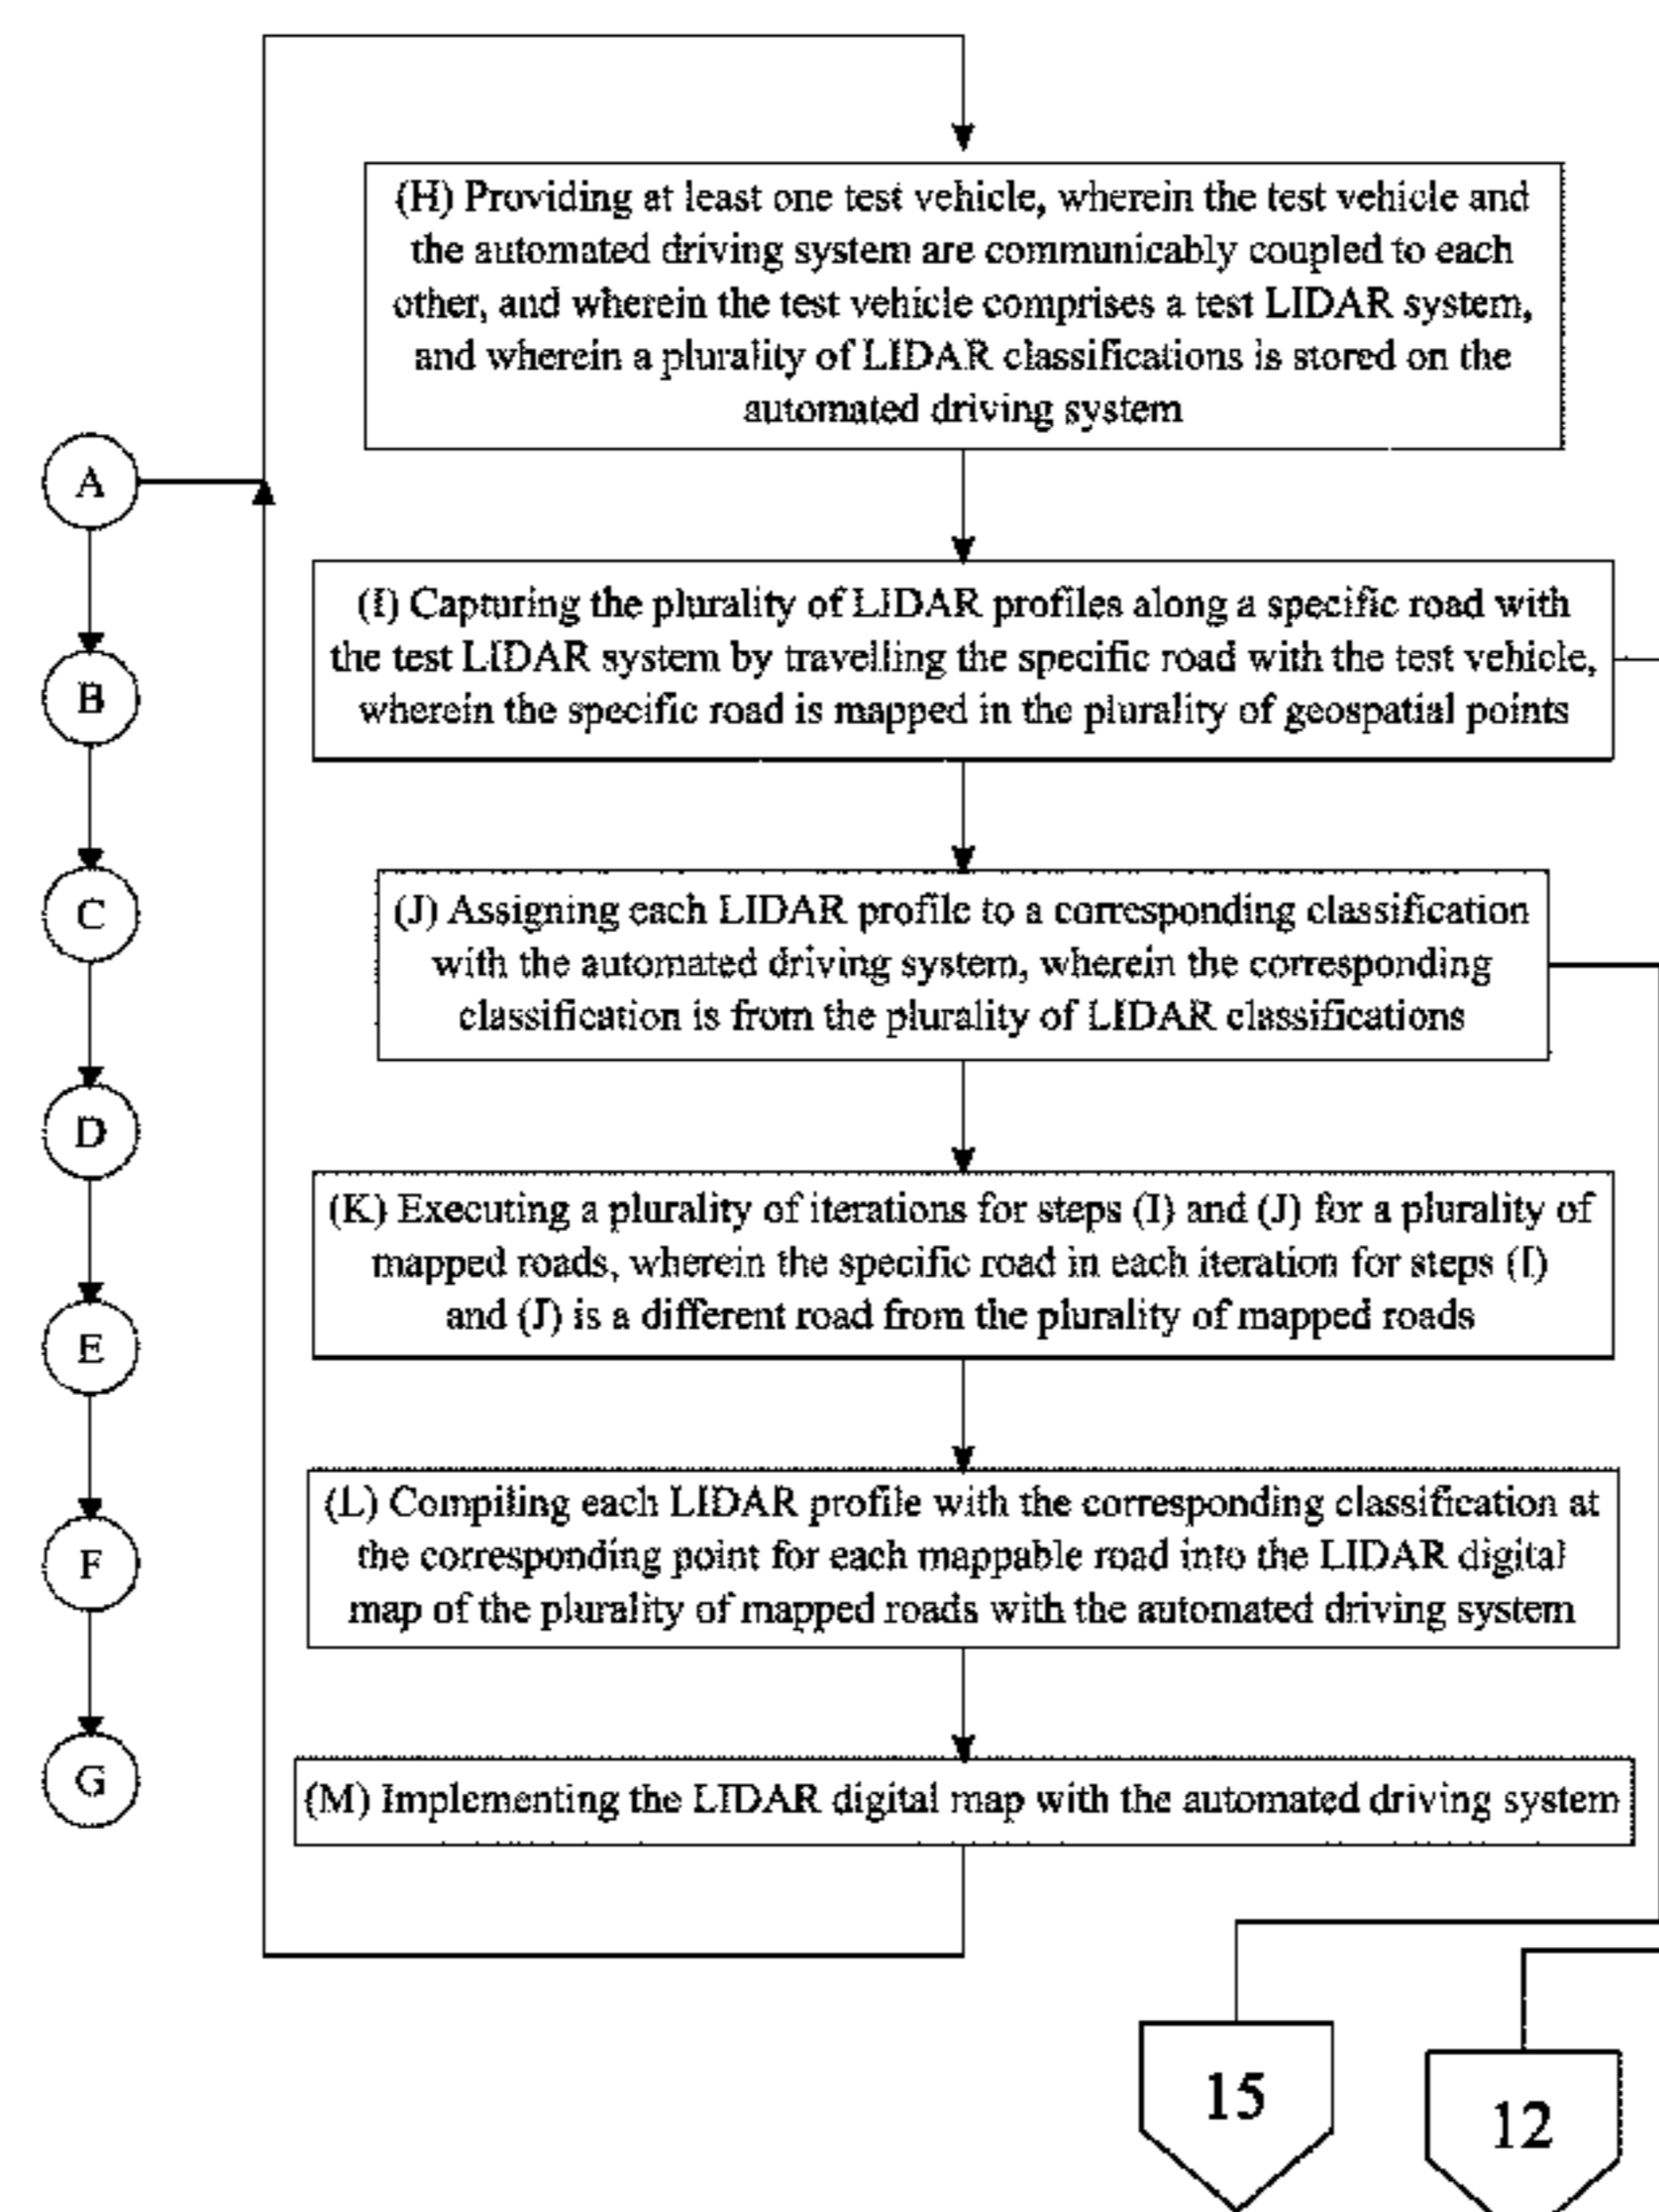 (H) Providing at least one test vehicle, wherein the test vehicle and
the automated driving system are communicably coupled to each
other, and wherein the test vehicle comprises a test LIDAR system,
and wherein a plurality of LIDAR classifications is stored on the
automated driving system
A
(I) Capturing the plurality of LIDAR profiles along a specific road with
the test LIDAR system by travelling the specific road with the test vehicle,
wherein the specific road is mapped in the plurality of geospatial points
B
(J) Assigning each LIDAR profile to a corresponding classification
with the automated driving system, wherein the corresponding
classification is from the plurality of LIDAR classifications
C
D
(K) Executing a plurality of iterations for steps (I) and (J) for a plurality of
mapped roads, wherein the specific road in each iteration for steps (I)
and (J) is a different road from the plurality of mapped roads
E
(L) Compiling each LIDAR profile with the corresponding classification at
the corresponding point for each mappable road into the LIDAR digital
map of the plurality of mapped roads with the automated driving system
F
G
(M) Implementing the LIDAR digital map with the automated driving system
15
12